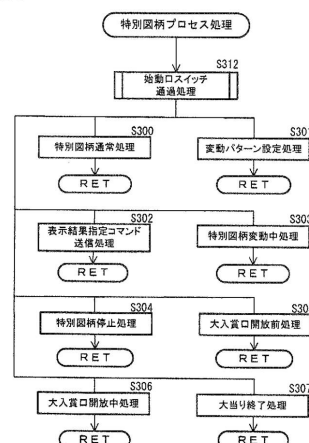 特別図柄プロセス処理
S312
始動口スイッチ
通過処理
S300
特別図柄通常処理
RET
S301
変動パターン設定処理
RET
S302
表示結果指定コマンド
送信処理
RET
S303
特別図柄変動中処理
RET
S304
特別図柄停止処理
RET
S305
大入賞口開放前処理
RET
S306
大入賞口開放中処理
RET
S307
大当り終了処理
RET